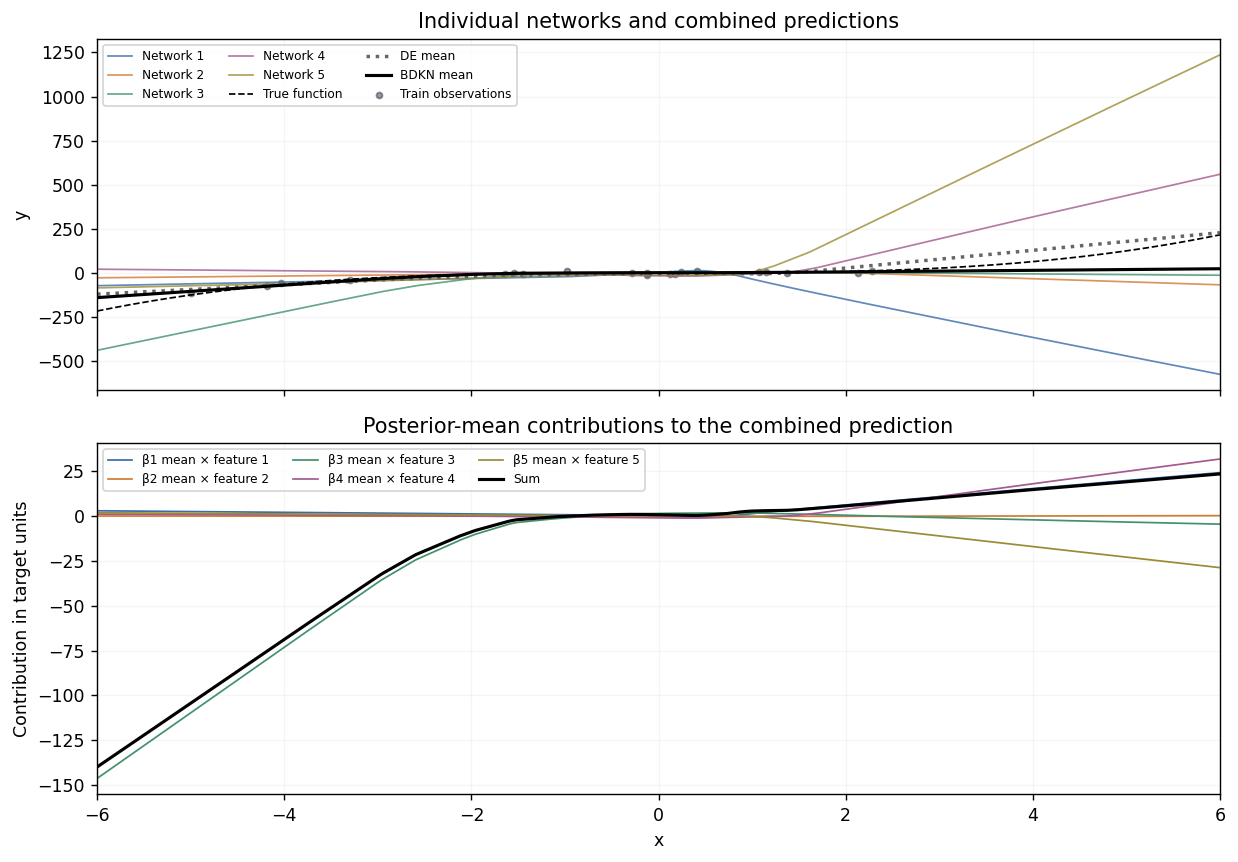 Individual networks and combined predictions
Network 1 Network 4 DE mean
Network 2 Network 5 BDKN mean
Network 3 True function Train observations
1250
1000
750
500
250
0
−250
−500
y
Posterior-mean contributions to the combined prediction
β1 mean × feature 1 β3 mean × feature 3 β5 mean × feature 5
β2 mean × feature 2 β4 mean × feature 4 Sum
25
0
−25
−50
−75
−100
−125
−150
Contribution in target units
−6 −4 −2 0 2 4 6
x